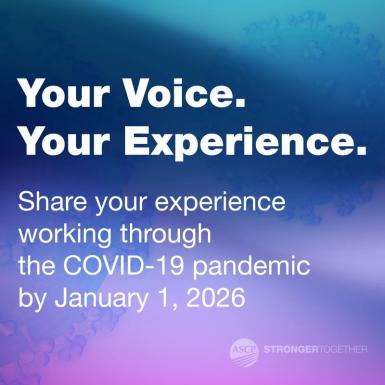 Your Voice.
Your Experience.
Share your experience
working through
the COVID-19 pandemic
by January 1, 2026
ASCP STRONGERTOGETHER